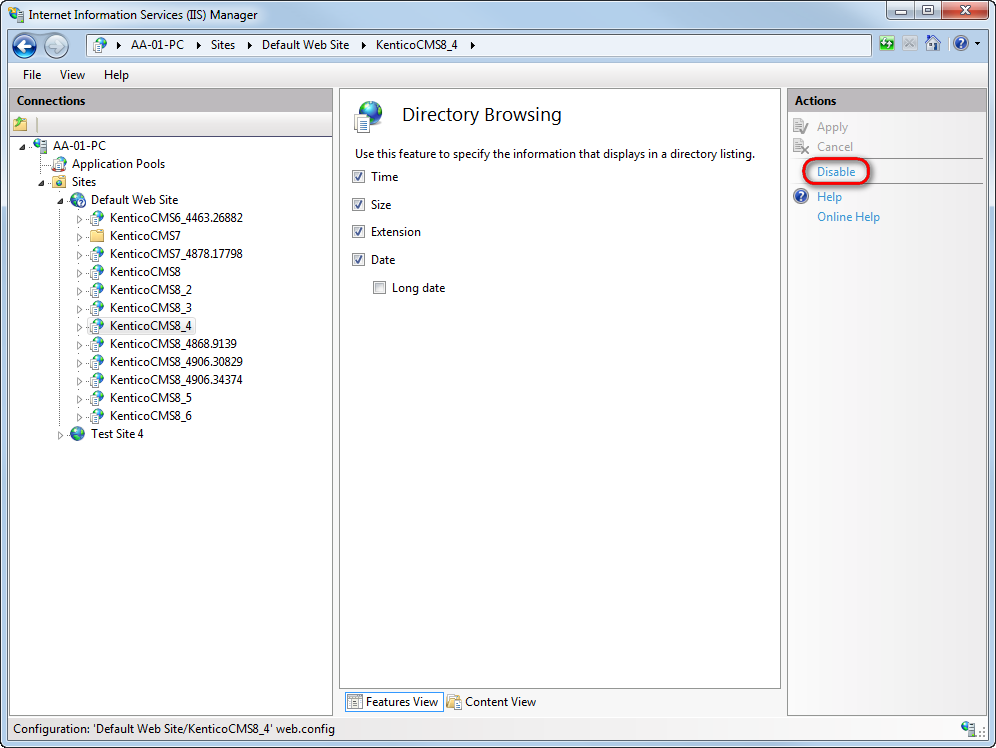 Internet Information Services (IIS) Manager
AA-01-PC Sites Default Web Site KenticoCMS8_4
File View Help
Connections
AA-01-PC
Application Pools
Sites
Default Web Site
KenticoCMS6_4463.26882
KenticoCMS7
KenticoCMS7_4878.17798
KenticoCMS8
KenticoCMS8_2
KenticoCMS8_3
KenticoCMS8_4
KenticoCMS8_4868.9139
KenticoCMS8_4906.30829
KenticoCMS8_4906.34374
KenticoCMS8_5
KenticoCMS8_6
Test Site 4
Directory Browsing
Use this feature to specify the information that displays in a directory listing.
Time
Size
Extension
Date
Long date
Features View Content View
Actions
Apply
Cancel
Disable
Help
Online Help
Configuration: 'Default Web Site/KenticoCMS8_4' web.config